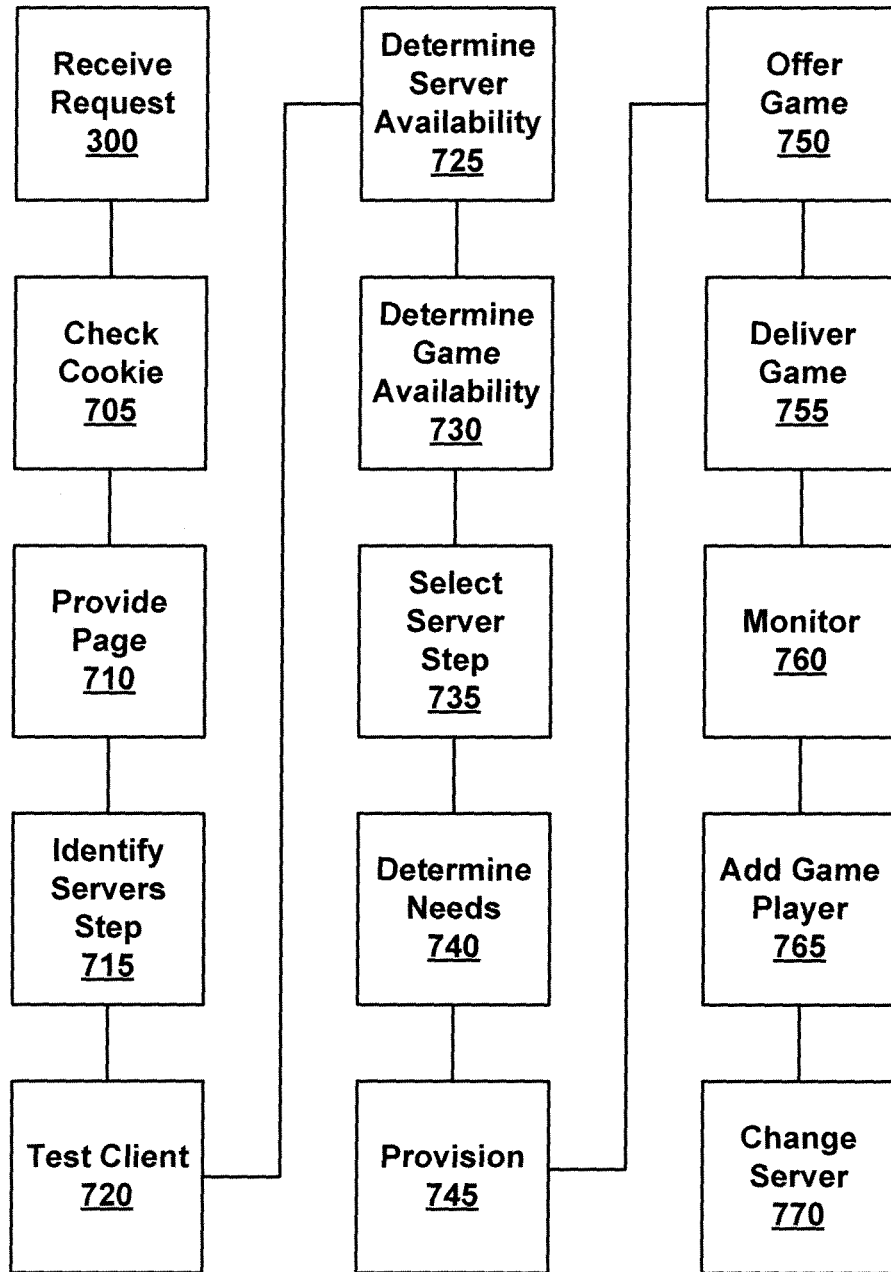 Receive
Request
300
Check
Cookie
705
Provide
Page
710
Identify
Servers
Step
715
Test Client
720
Determine
Server
Availability
725
Determine
Game
Availability
730
Select
Server
Step
735
Determine
Needs
740
Provision
745
Offer
Game
750
Deliver
Game
755
Monitor
760
Add Game
Player
765
Change
Server
770